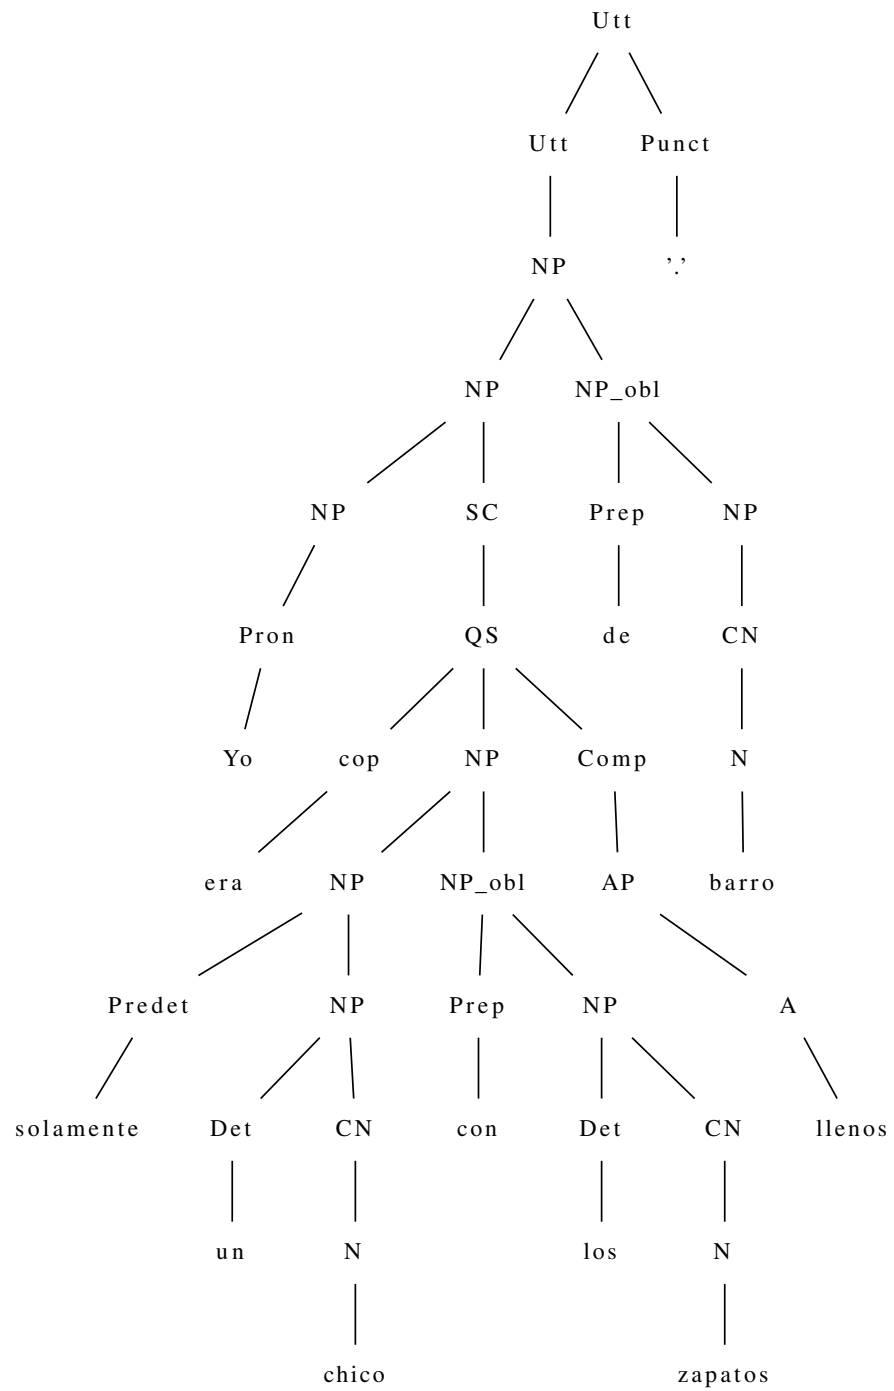 Utt
Utt Punct
NP '.'
NP NP_obl
NP SC Prep NP
Pron QS de CN
Yo cop NP Comp N
era NP NP_obl AP barro
Predet NP Prep NP A
solamente Det CN con Det CN llenos
un N los N
chico zapatos